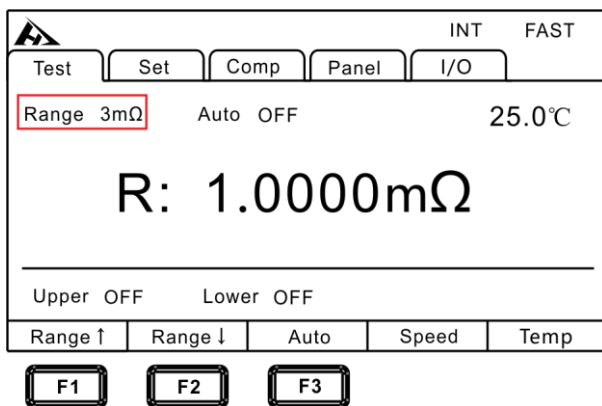 INT FAST
Test Set Comp Panel I/O
Range 3mΩ Auto OFF 25.0℃
R: 1.0000mΩ
Upper OFF Lower OFF
Range↑ Range↓ Auto Speed Temp
F1 F2 F3